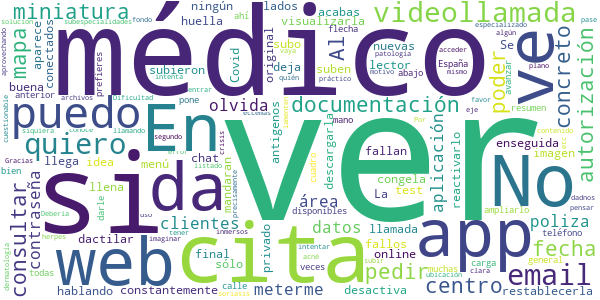 miniatura
ningún
lados
acabas
videollamada
subespecialidades
fondo
huella
visualizarla
algún
especializado
solución
ahí
flecha
pase
aprovechando
mapa
aparece
conectados
subo
Covid
Al
nuevas
patología
Se
acceder
España
motivo
abajo
mismo
subieron
original
deja
lector
suben
práctico
médico
ve
concreto
autorización
buena
anterior
archivos
prefieres
Dificultad
intenta
entrar
pone
olvida
documentación
antígenos
mano
poder
plano
avanzar
resumen
favor
eje
cuestionable
siquiera
conoce
llamando
puedo
En
ver
No
Gracias
segundo
quiero
crisis
llega
idea
menú
chat
mandaran
fallan
La
test
descargarla
aplicación
reactivarlo
enseguida
imagen
contenido
etc
bien
listado
precisamente
congela
Por
dadnos
pensar
contraseña
llena
darle
sida
cita
app
consultar
dactilar
Debería
clientes
área
disponibles
datos
pedir
poliza
teléfono
fecha
ampliarlo
general
dermatología
web
tener
inmersos
herpes
imaginar
final
privado
llamada
online
fallos
subir
carga
clara
ubicación
todas
hablando
constantemente
sólo
veces
calle
meterme
desactiva
intentar
acné
muchas
centro
email
restablecerla